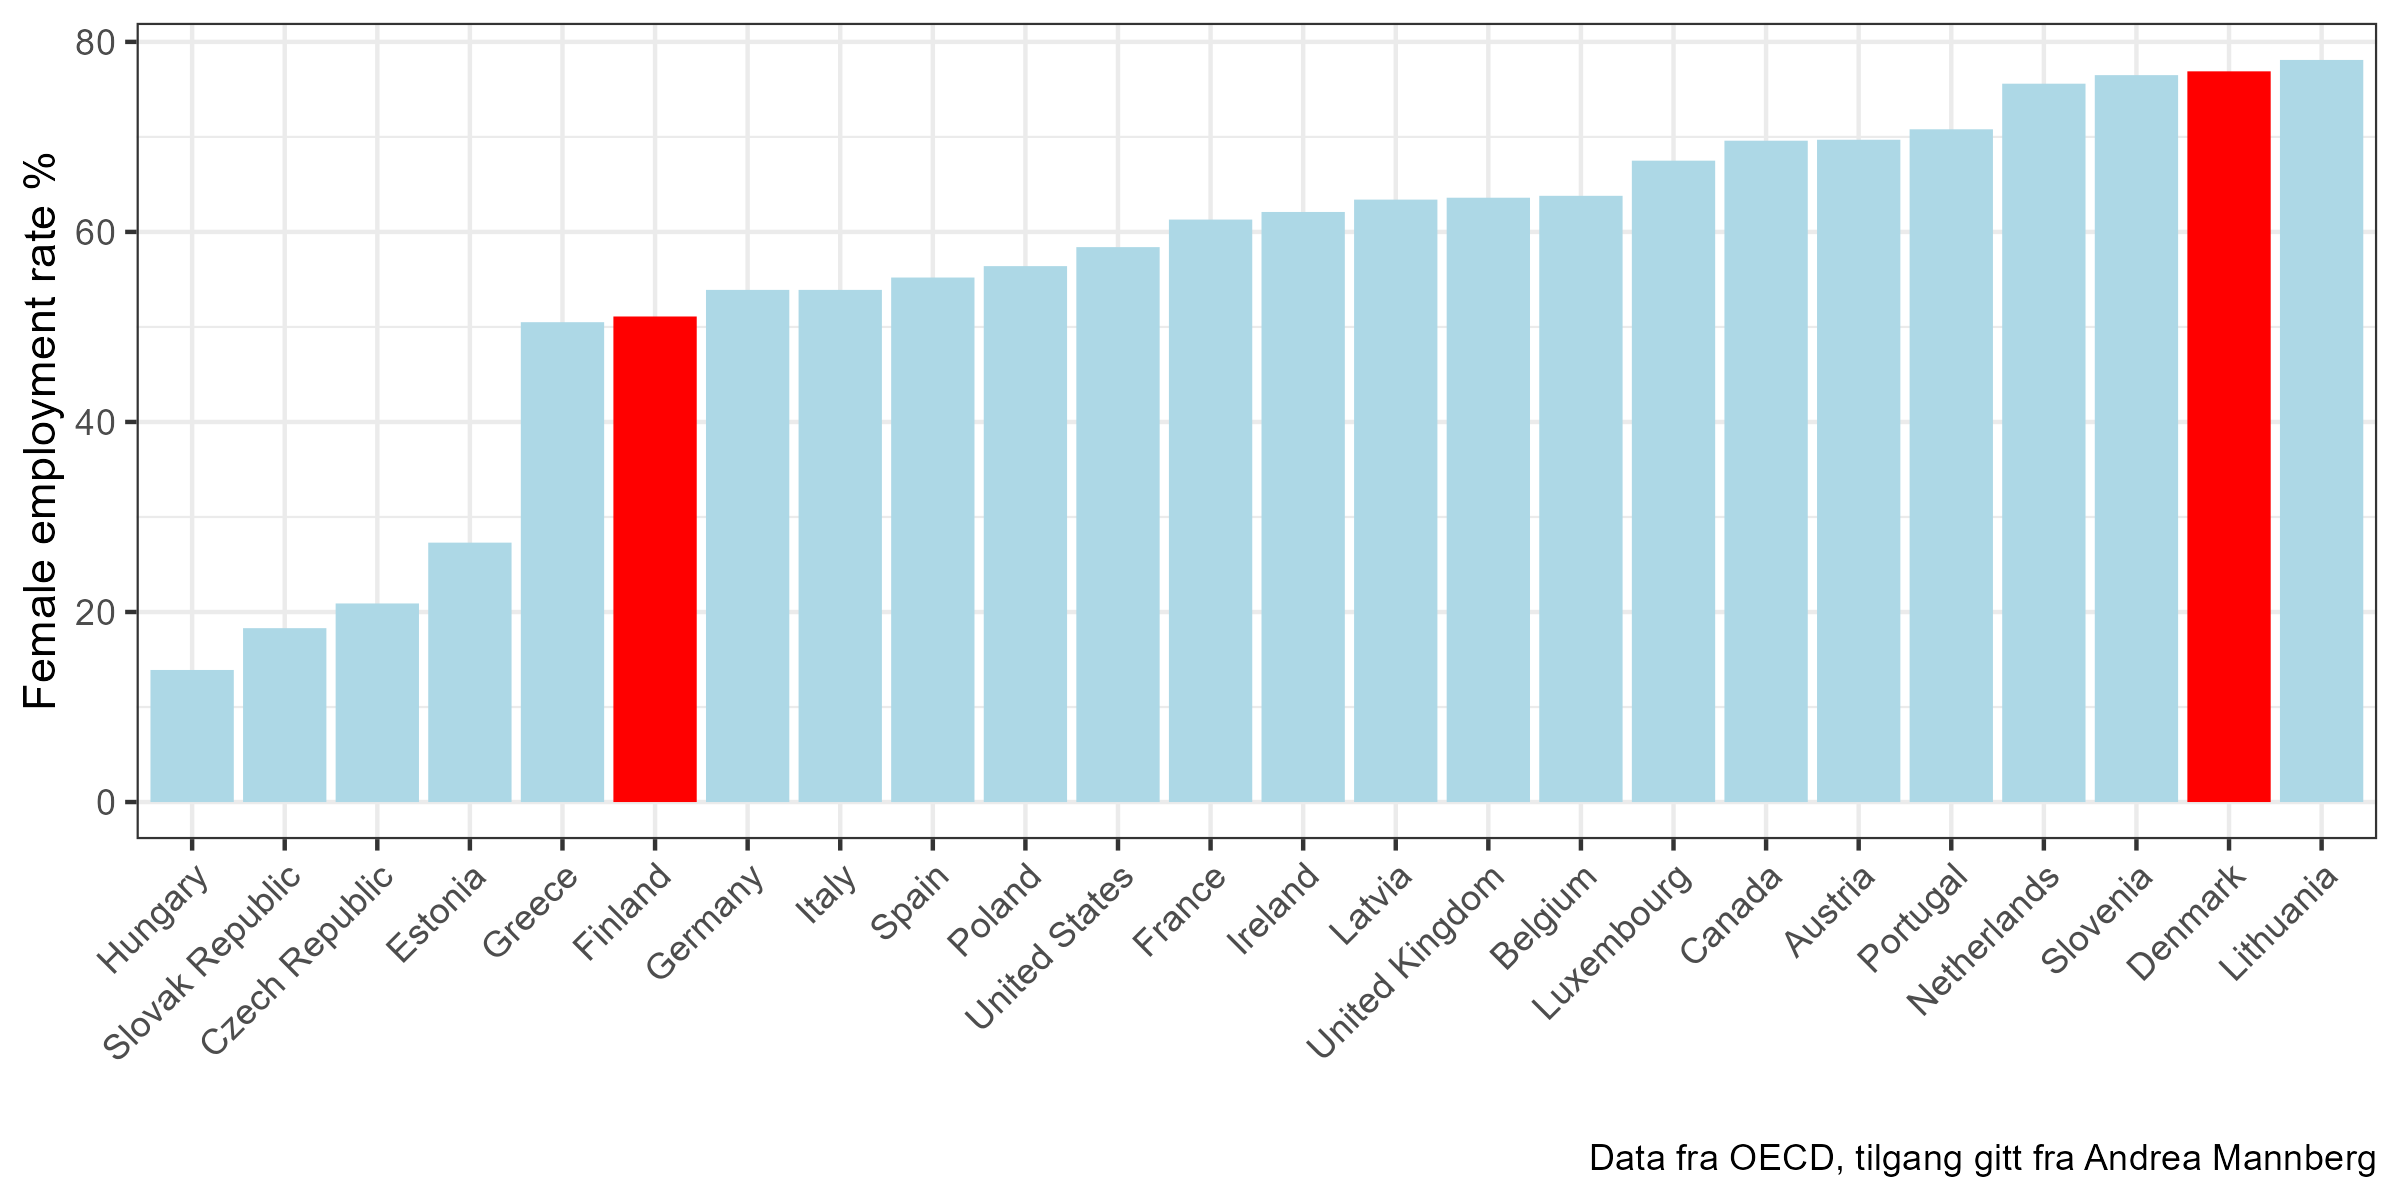 Female employment rate %
80
60
40
20
0
Hungary
Slovak Republic
Czech Republic
Estonia
Greece
Finland
Germany
Italy
Spain
Poland
United States
France
Ireland
Latvia
United Kingdom
Belgium
Luxembourg
Canada
Austria
Portugal
Netherlands
Slovenia
Denmark
Lithuania
Data fra OECD, tilgang gitt fra Andrea Mannberg